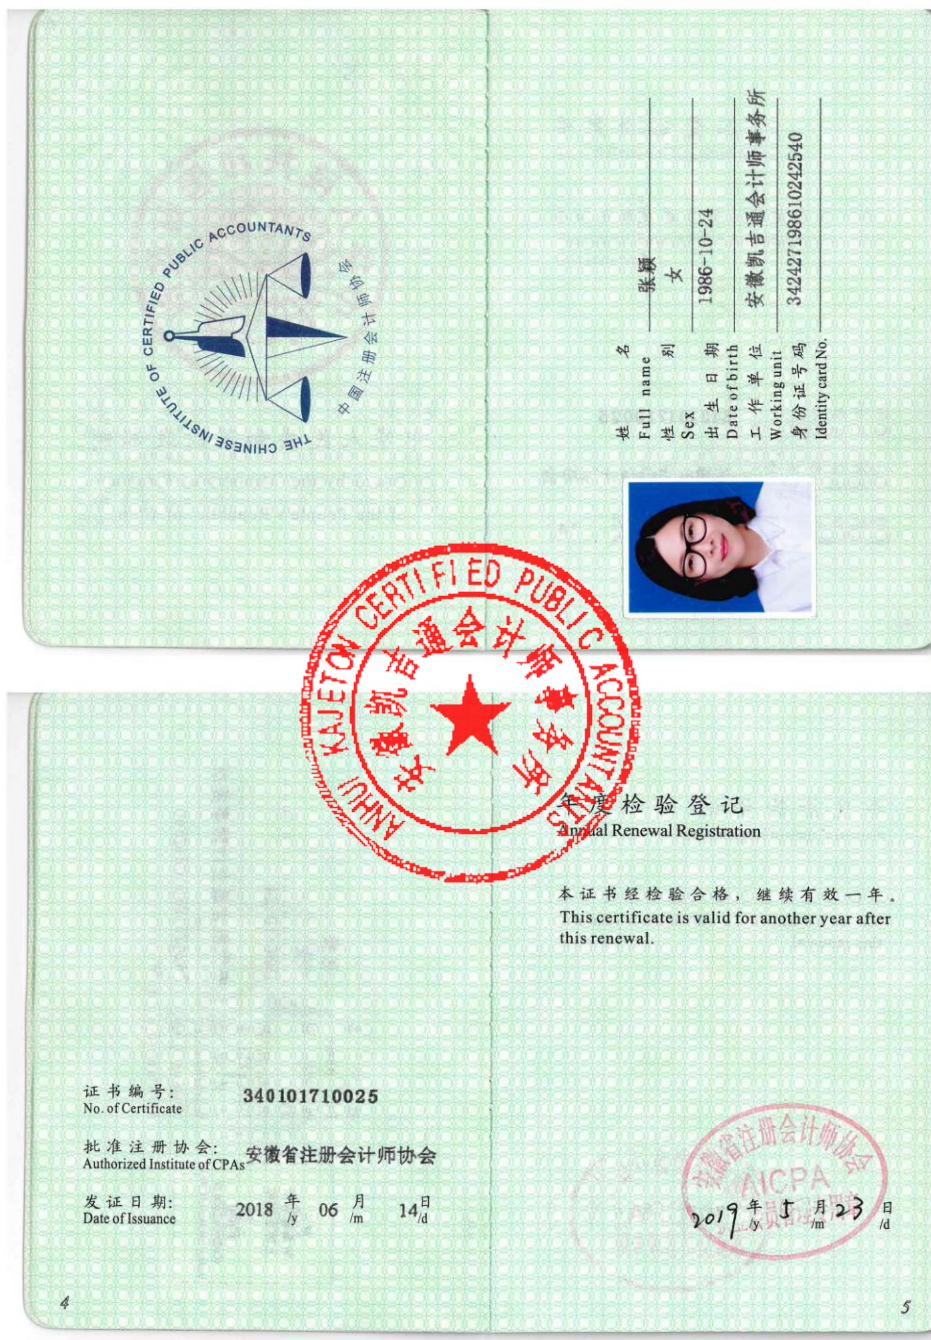 THE CHINESE INSTITUTE OF CERTIFIED PUBLIC ACCOUNTANTS
中国注册会计师协会
姓 名 张颖
Full name
性 别 女
Sex
出 生 日 期 1986-10-24
Date of birth
工 作 单 位 安徽凯吉通会计师事务所
Working unit
身份证号码 342427198610242540
Identity card No.
ANHUI KAJETON CERTIFIED PUBLIC ACCOUNTANTS
安徽凯吉通会计师事务所
年度检验登记
Annual Renewal Registration
本证书经检验合格，继续有效一年。
This certificate is valid for another year after
this renewal.
证书编号： 340101710025
No. of Certificate
批准注册协会： 安徽省注册会计师协会
Authorized Institute of CPAs
发证日期： 2018 年 06 月 14 日
Date of Issuance /y /m /d
安徽省注册会计师协会
AICPA
2019 年 5 月 23 日
/y /m /d
4
5